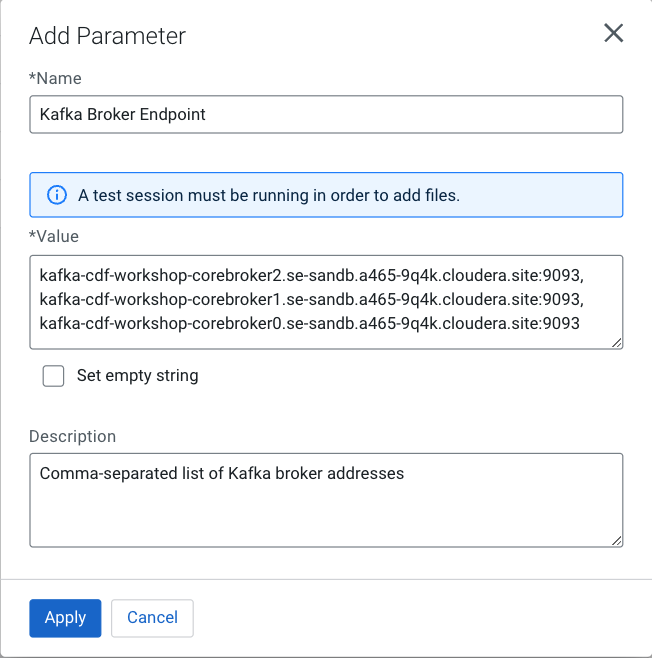 Add Parameter
*Name
Kafka Broker Endpoint
A test session must be running in order to add files.
*Value
kafka-cdf-workshop-corebroker2.se-sandb.a465-9q4k.cloudera.site:9093,
kafka-cdf-workshop-corebroker1.se-sandb.a465-9q4k.cloudera.site:9093,
kafka-cdf-workshop-corebroker0.se-sandb.a465-9q4k.cloudera.site:9093
Set empty string
Description
Comma-separated list of Kafka broker addresses
Apply
Cancel